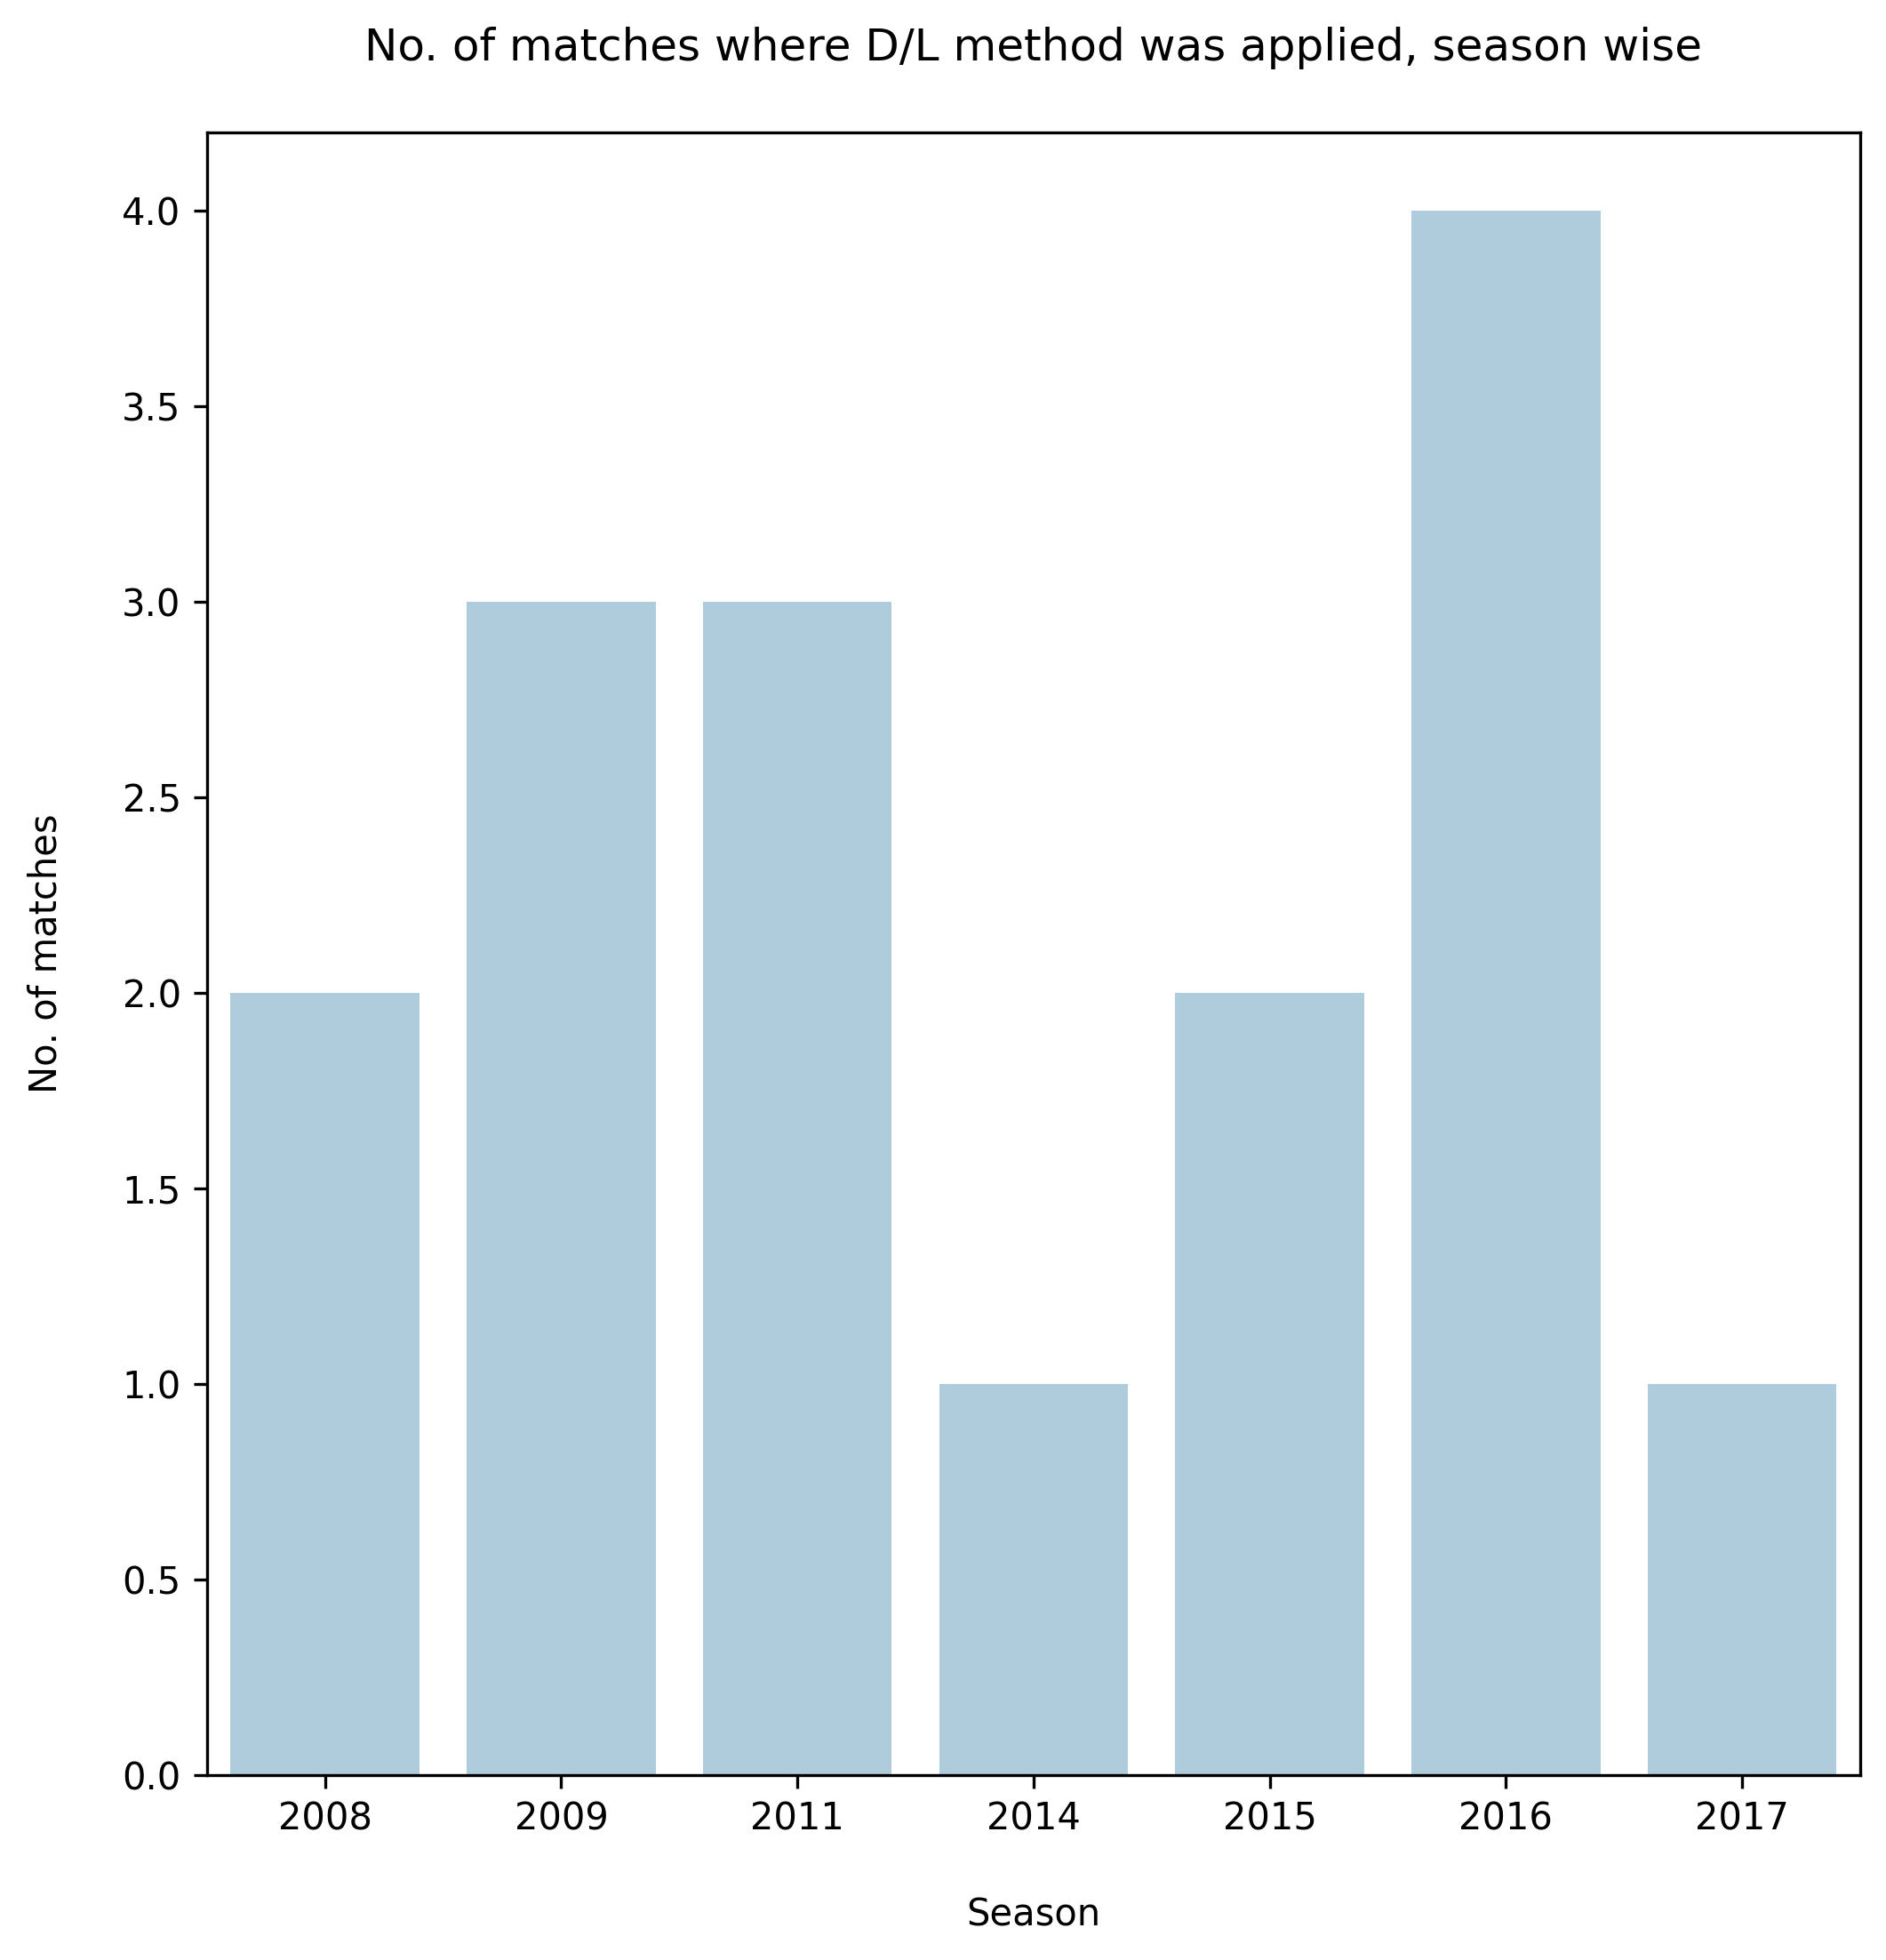 No. of matches where D/L method was applied, season wise
No. of matches
4.0
3.5
3.0
2.5
2.0
1.5
1.0
0.5
0.0
2008 2009 2011 2014 2015 2016 2017
Season